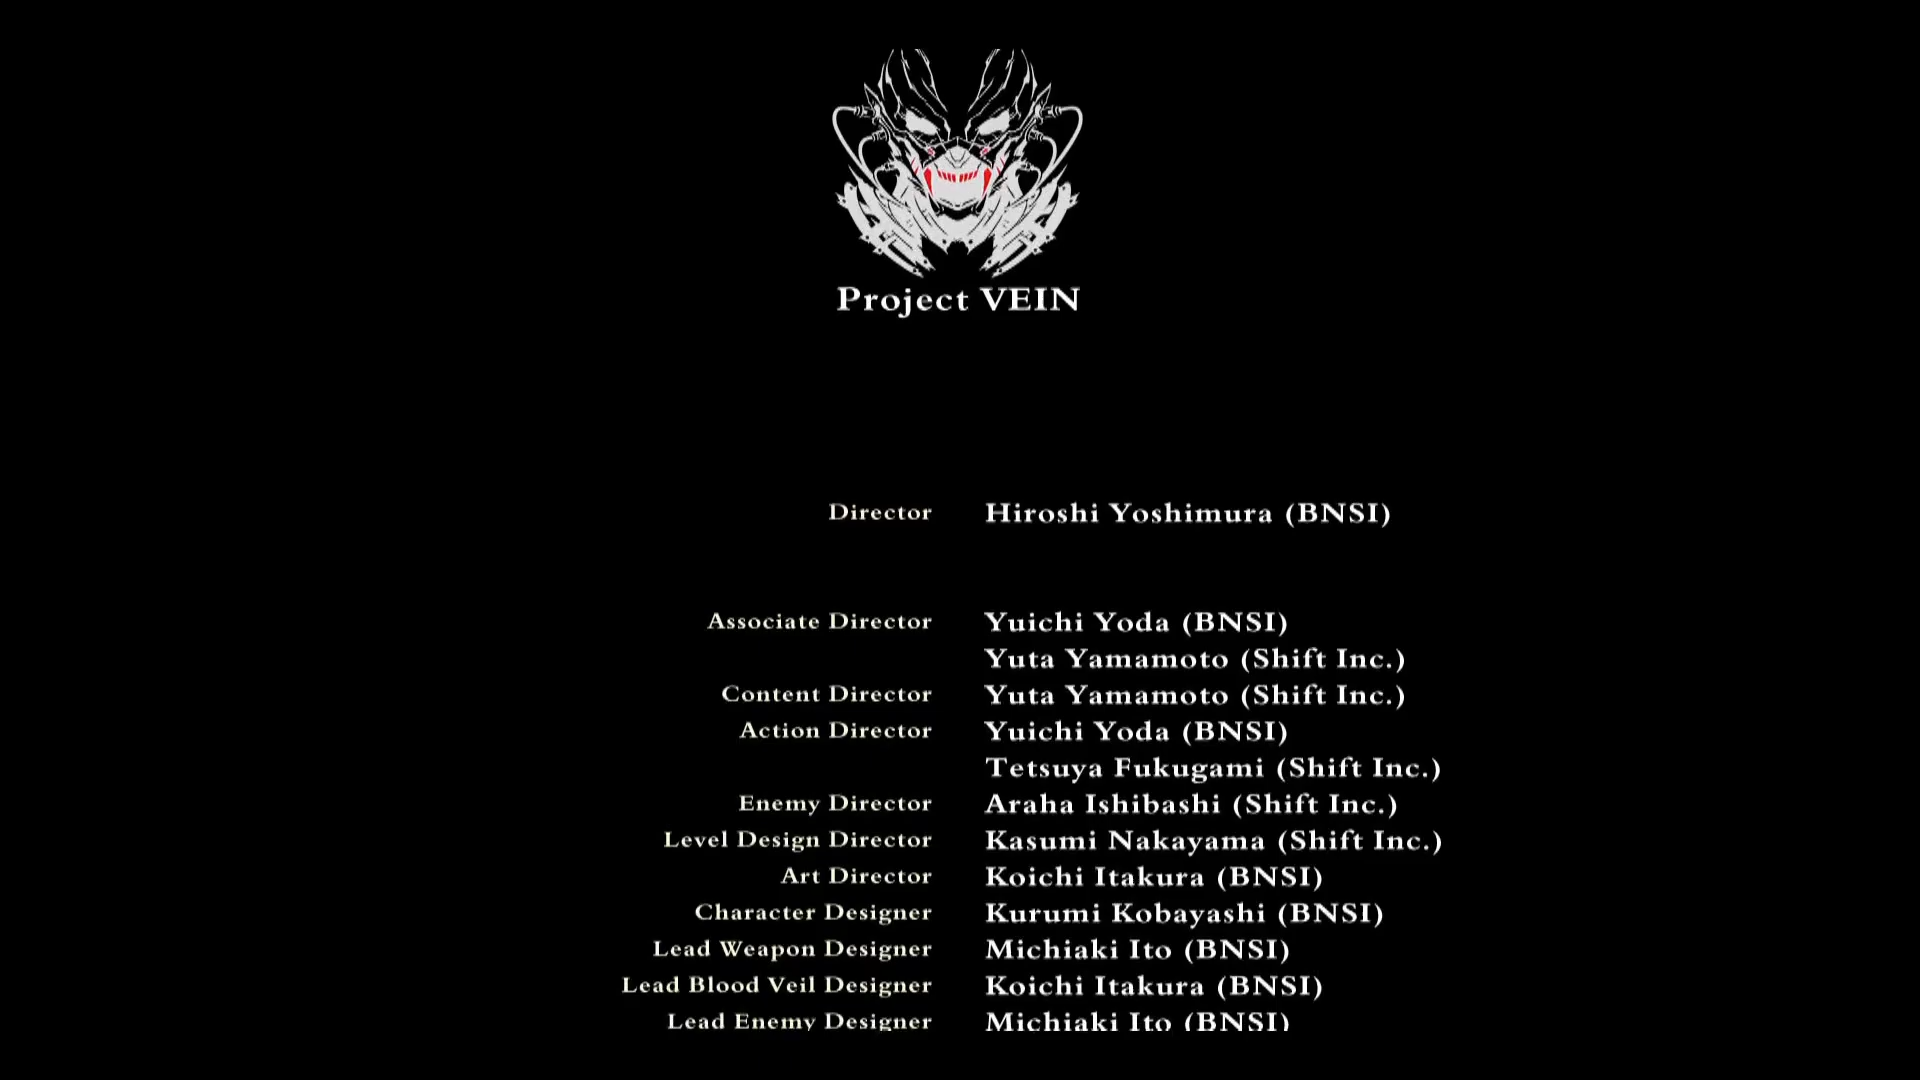 Project VEIN
Director Hiroshi Yoshimura (BNSI)
Associate Director Yuichi Yoda (BNSI)
Yuta Yamamoto (Shift Inc.)
Content Director Yuta Yamamoto (Shift Inc.)
Action Director Yuichi Yoda (BNSI)
Tetsuya Fukugami (Shift Inc.)
Enemy Director Araha Ishibashi (Shift Inc.)
Level Design Director Kasumi Nakayama (Shift Inc.)
Art Director Koichi Itakura (BNSI)
Character Designer Kurumi Kobayashi (BNSI)
Lead Weapon Designer Michiaki Ito (BNSI)
Lead Blood Veil Designer Koichi Itakura (BNSI)
Lead Enemy Designer Michiaki Ito (BNSI)